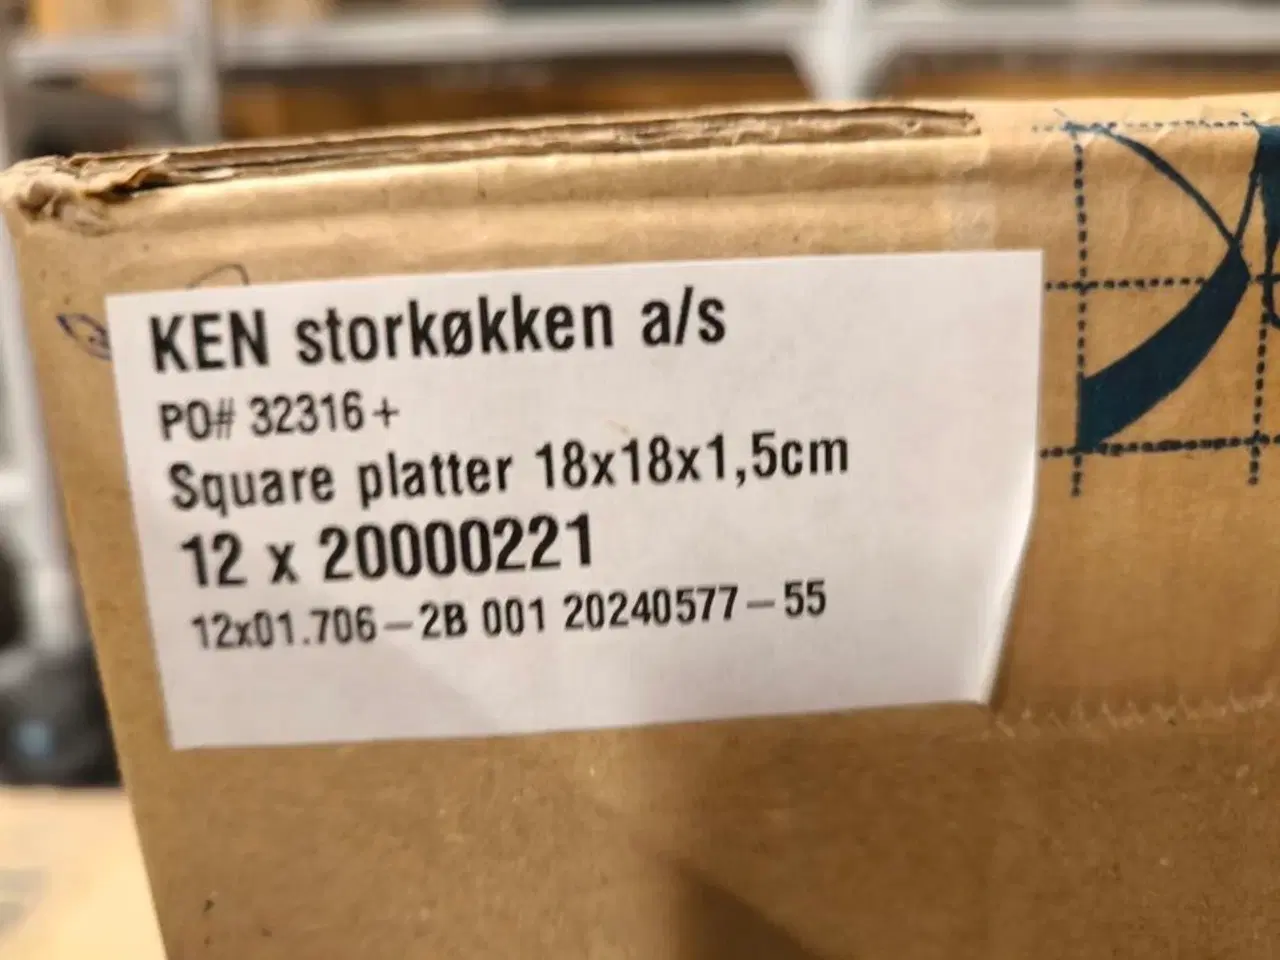 KEN storkøkken a/s
PO# 32316+
Square platter 18x18x1,5cm
12 x 20000221
12x01.706-2B 001 20240577-55